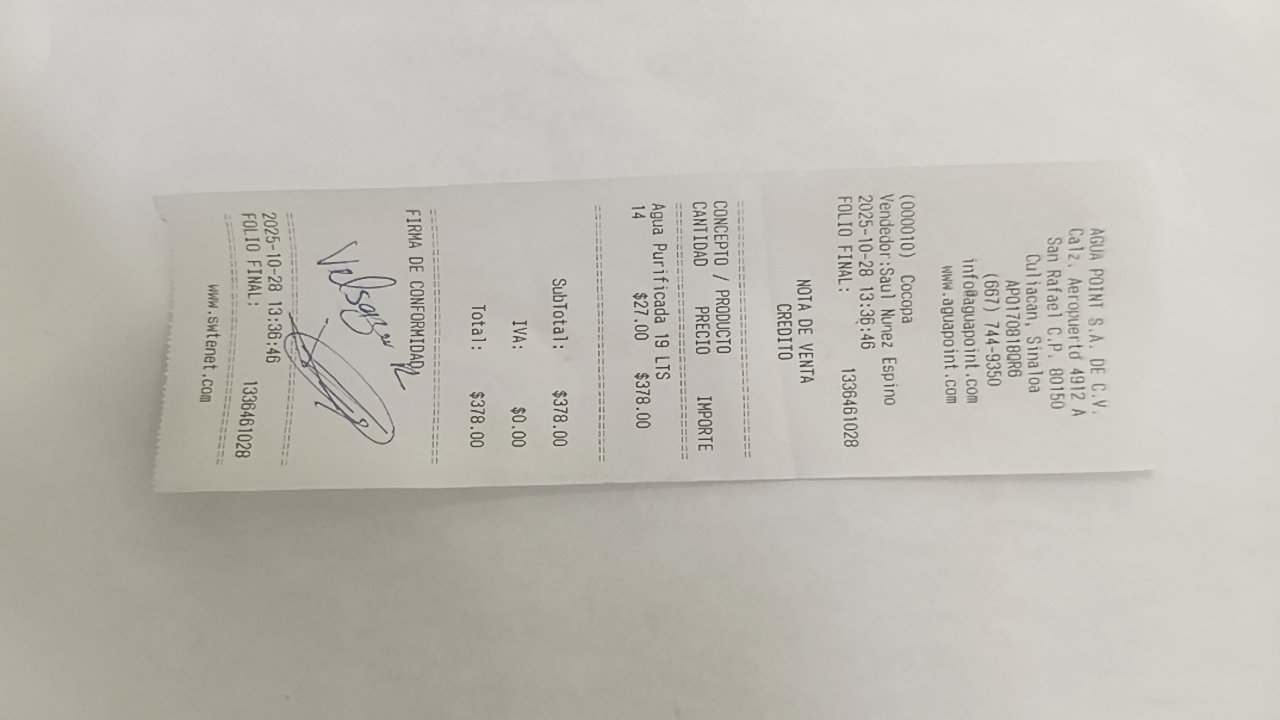 AGUA POINT S.A. DE C.V.
Calz. Aeropuerto 4912 A
San Rafael C.P. 80150
Culiacan, Sinaloa
APO170818QR6
(667) 744-9350
info@aguapoint.com
www.aguapoint.com
(000010) Cocopa
Vendedor:Saul Nunez Espino
2025-10-28 13:36:46
FOLIO FINAL: 1336461028
NOTA DE VENTA
CREDITO
CONCEPTO / PRODUCTO
CANTIDAD PRECIO IMPORTE
Agua Purificada 19 LTS
14 $27.00 $378.00
SubTotal: $378.00
IVA: $0.00
Total: $378.00
FIRMA DE CONFORMIDAD
2025-10-28 13:36:46
FOLIO FINAL: 1336461028
www.swtenet.com